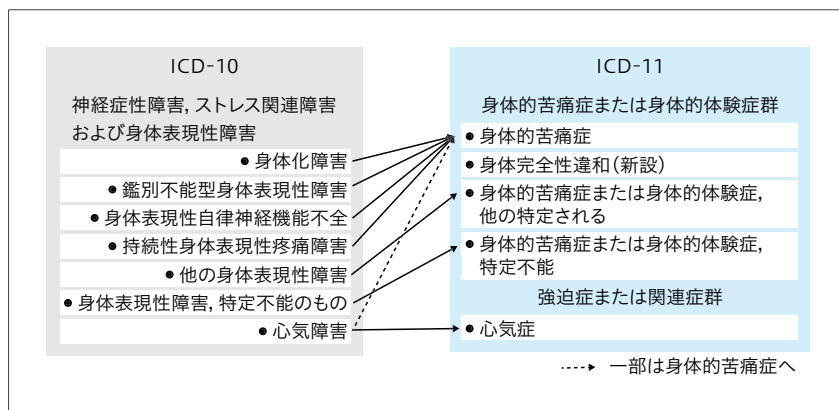 ICD-10
神経症性障害, ストレス関連障害
および身体表現性障害
●身体化障害
●鑑別不能型身体表現性障害
●身体表現性自律神経機能不全
●持続性身体表現性疼痛障害
●他の身体表現性障害
●身体表現性障害, 特定不能のもの
●心気障害
ICD-11
身体的苦痛症または身体的体験症群
●身体的苦痛症
●身体完全性違和(新設)
●身体的苦痛症または身体的体験症,
他の特定される
●身体的苦痛症または身体的体験症,
特定不能
強迫症または関連症群
●心気症
一部は身体的苦痛症へ